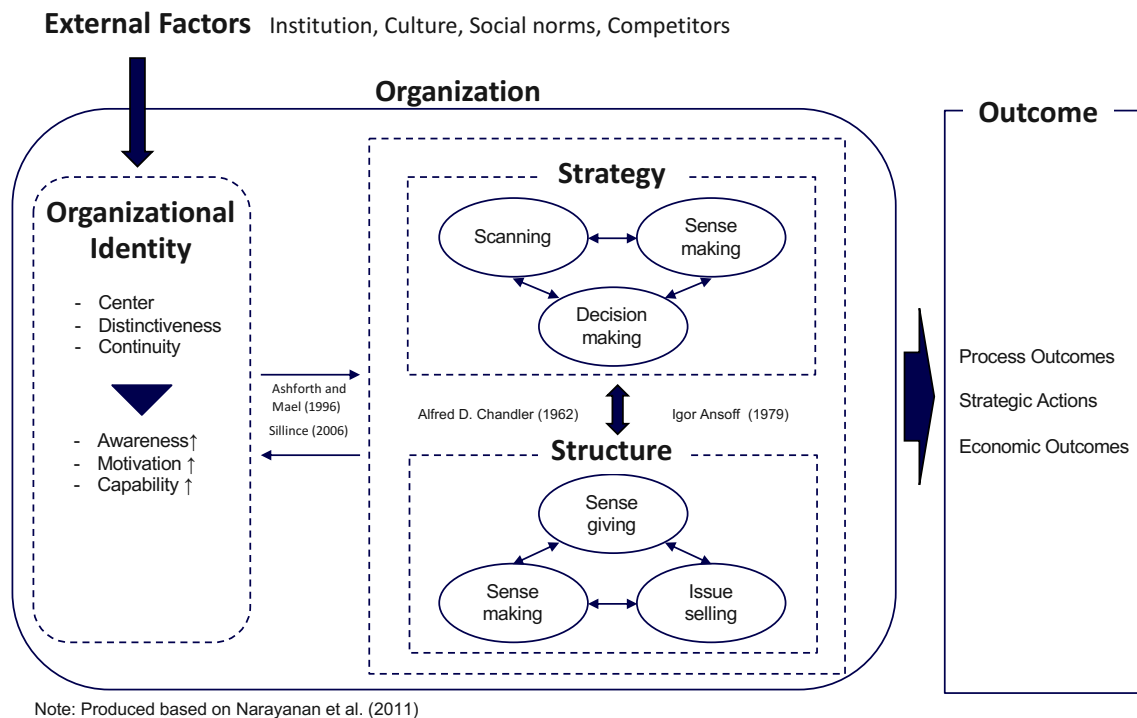 External Factors Institution, Culture, Social norms, Competitors
Organization
Outcome
Organizational
Identity
- Center
- Distinctiveness
- Continuity
- Awareness↑
- Motivation ↑
- Capability ↑
Ashforth and
Mael (1996)
Sillince (2006)
Strategy
Scanning
Sense
making
Decision
making
Alfred D. Chandler (1962)
Igor Ansoff (1979)
Structure
Sense
giving
Sense
making
Issue
selling
Process Outcomes
Strategic Actions
Economic Outcomes
Note: Produced based on Narayanan et al. (2011)